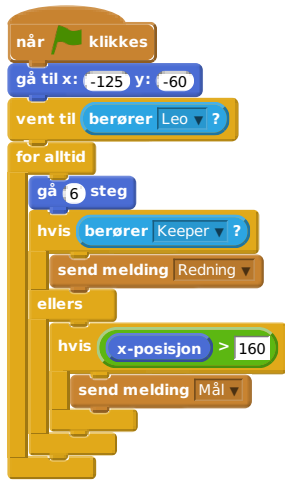 når klikkes
gå til x: -125 y: -60
vent til berører Leo ▼ ?
for alltid
gå 6 steg
hvis berører Keeper ▼ ?
send melding Redning ▼
ellers
hvis x-posisjon > 160
send melding Mål ▼